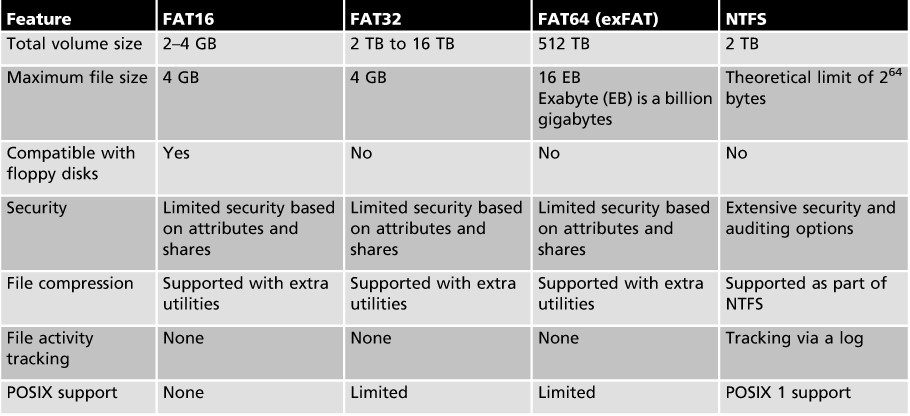 Feature FAT16 FAT32 FAT64 (exFAT) NTFS
Total volume size 2–4 GB 2 TB to 16 TB 512 TB 2 TB
Maximum file size 4 GB 4 GB 16 EB Theoretical limit of 2⁶⁴
Exabyte (EB) is a billion bytes
gigabytes
Compatible with Yes No No No
floppy disks
Security Limited security based Limited security based Limited security based Extensive security and
on attributes and on attributes and on attributes and auditing options
shares shares shares
File compression Supported with extra Supported with extra Supported with extra Supported as part of
utilities utilities utilities NTFS
File activity None None None Tracking via a log
tracking
POSIX support None Limited Limited POSIX 1 support